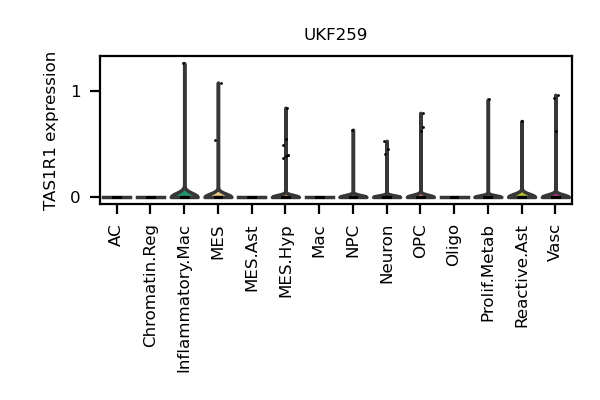 UKF259
TAS1R1 expression
1
0
AC
Chromatin.Reg
Inflammatory.Mac
MES
MES.Ast
MES.Hyp
Mac
NPC
Neuron
OPC
Oligo
Prolif.Metab
Reactive.Ast
Vasc